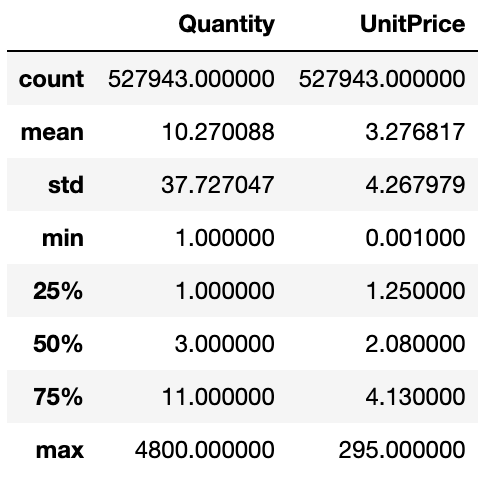 Quantity UnitPrice
count 527943.000000 527943.000000
mean 10.270088 3.276817
std 37.727047 4.267979
min 1.000000 0.001000
25% 1.000000 1.250000
50% 3.000000 2.080000
75% 11.000000 4.130000
max 4800.000000 295.000000